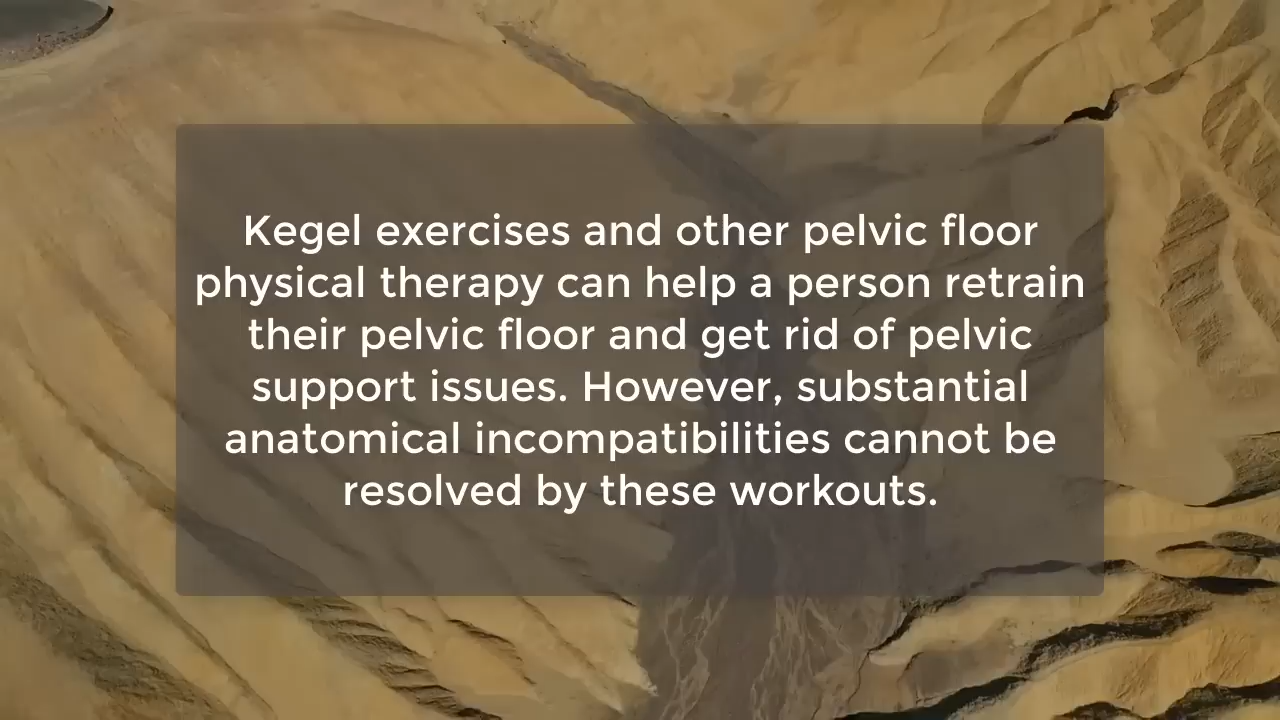 Kegel exercises and other pelvic floor
physical therapy can help a person retrain
their pelvic floor and get rid of pelvic
support issues. However, substantial
anatomical incompatibilities cannot be
resolved by these workouts.